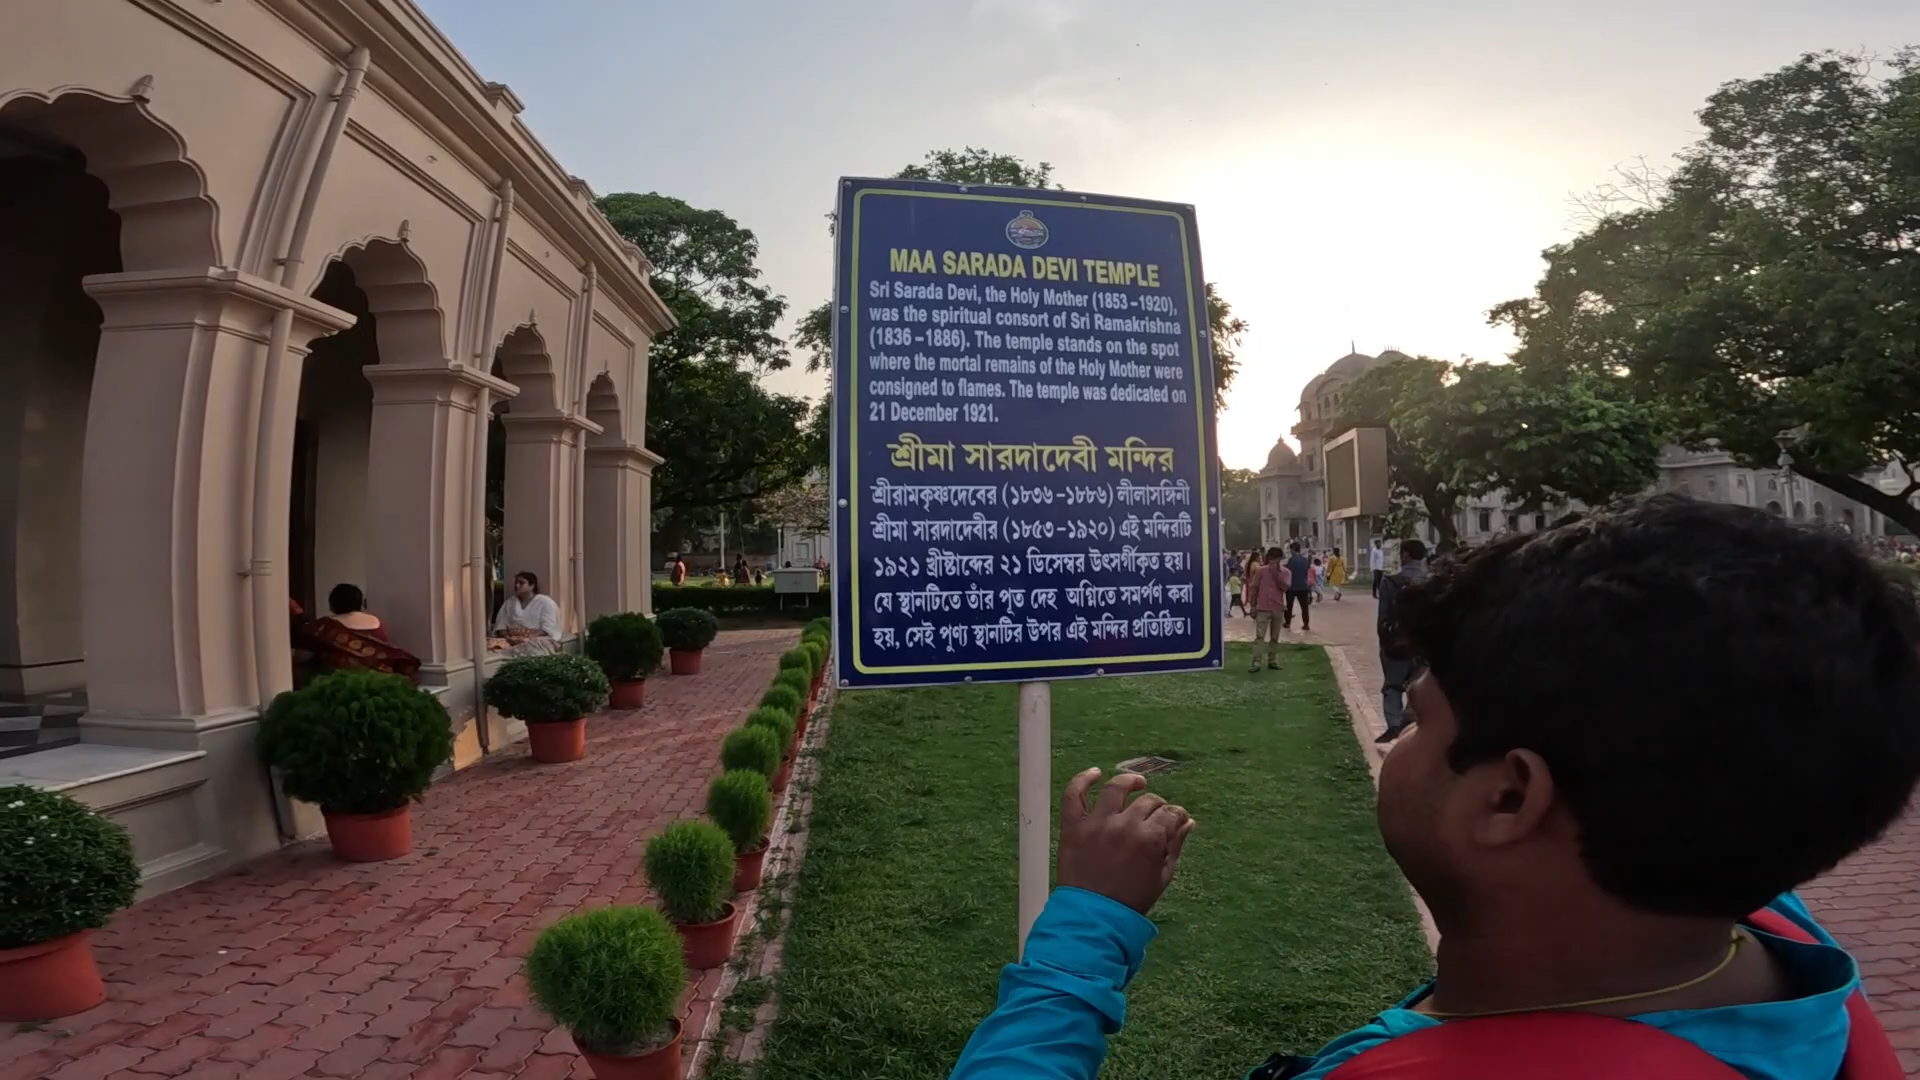 MAA SARADA DEVI TEMPLE
Sri Sarada Devi, the Holy Mother (1853 – 1920),
was the spiritual consort of Sri Ramakrishna
(1836 – 1886). The temple stands on the spot
where the mortal remains of the Holy Mother were
consigned to flames. The temple was dedicated on
21 December 1921.
শ্রীমা সারদাদেবী মন্দির
শ্রীরামকৃষ্ণদেবের (১৮৩৬ -১৮৮৬) লীলাসঙ্গিনী
শ্রীমা সারদাদেবীর (১৮৫৩ -১৯২০) এই মন্দিরটি
১৯২১ খ্রীষ্টাব্দের ২১ ডিসেম্বর উৎসর্গীকৃত হয়।
যে স্থানটিতে তাঁর পূত দেহ অগ্নিতে সমর্পণ করা
হয়, সেই পুণ্য স্থানটির উপর এই মন্দির প্রতিষ্ঠিত।